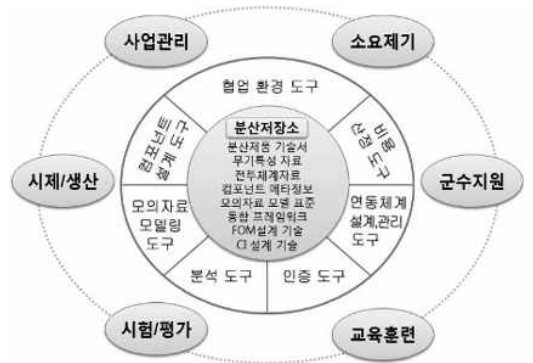 사업관리
소요제기
협업 환경 도구
컴포넌트
설계 도구
비용
산정 도구
분산저장소
분산제품 기술서
무기특성 자료
전투체계자료
컴포넌트 메타정보
모의자료 모델 표준
통합 프레임워크
FOM설계 기술
CI 설계 기술
시제/생산
군수지원
모의자료
모델링
도구
연동체계
설계,관리
도구
분석 도구
인증 도구
시험/평가
교육훈련